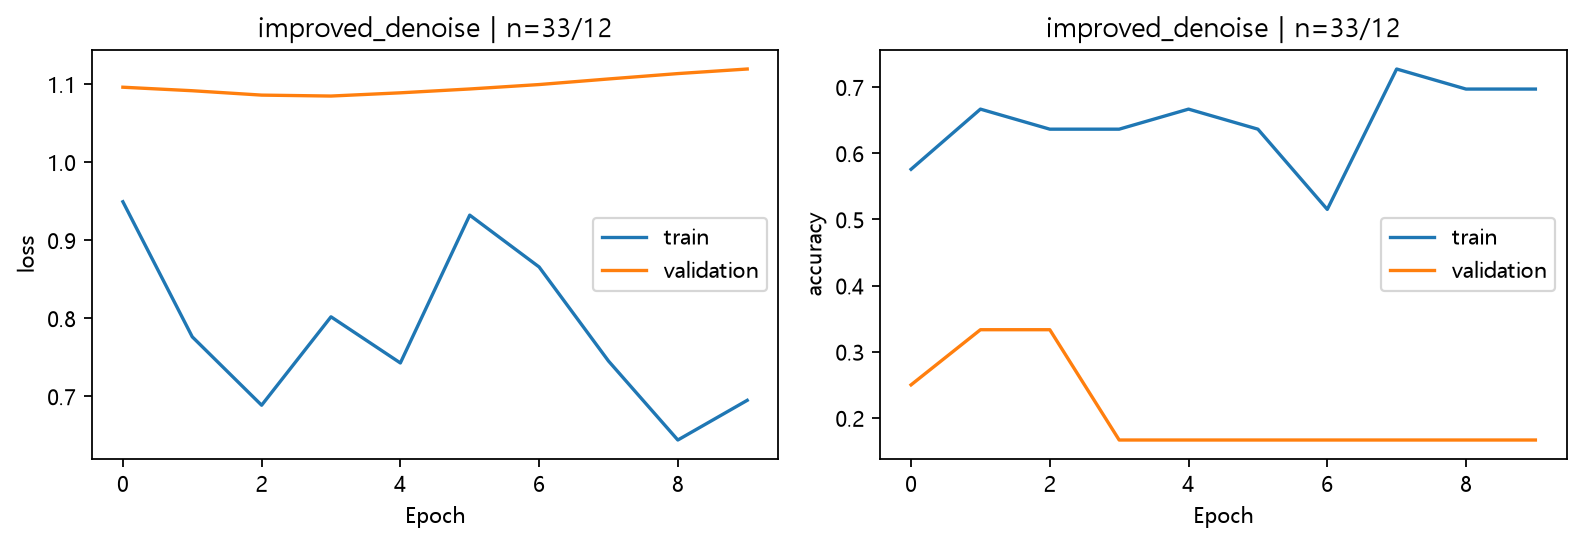 improved_denoise | n=33/12
loss
1.1
1.0
0.9
0.8
0.7
train
validation
0 2 4 6 8
Epoch
improved_denoise | n=33/12
accuracy
0.7
0.6
0.5
0.4
0.3
0.2
train
validation
0 2 4 6 8
Epoch